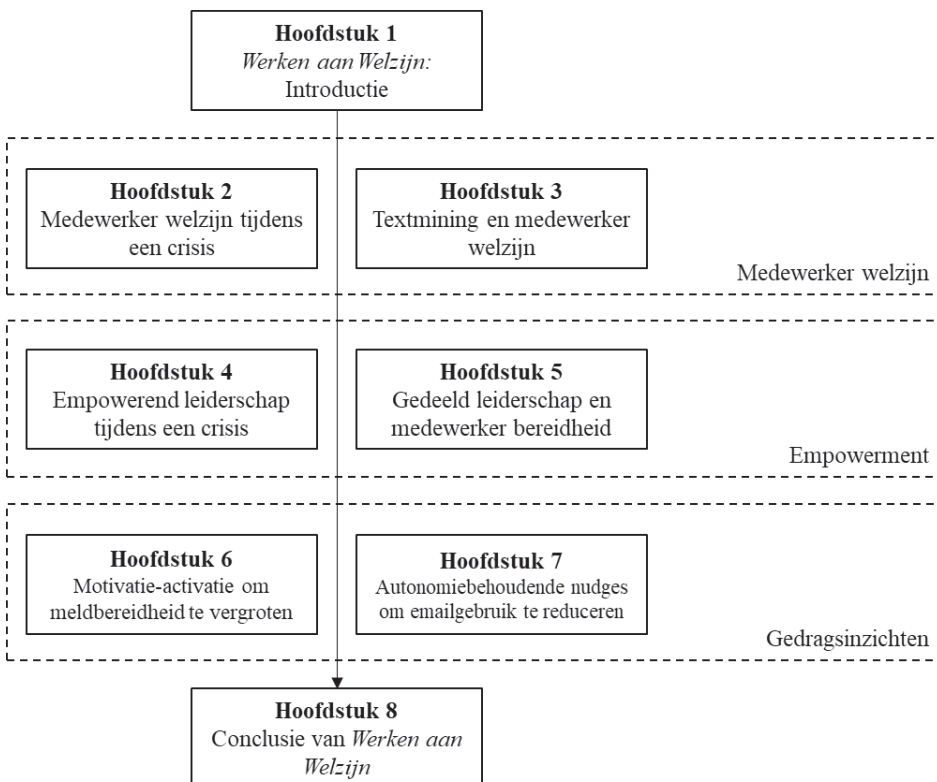 Hoofdstuk 1
Werken aan Welzijn:
Introductie
Hoofdstuk 2
Medewerker welzijn tijdens
een crisis
Hoofdstuk 3
Textmining en medewerker
welzijn
Medewerker welzijn
Hoofdstuk 4
Empowerend leiderschap
tijdens een crisis
Hoofdstuk 5
Gedeeld leiderschap en
medewerker bereidheid
Empowerment
Hoofdstuk 6
Motivatie-activatie om
meldbereidheid te vergroten
Hoofdstuk 7
Autonomiebehoudende nudges
om emailgebruik te reduceren
Gedragsinzichten
Hoofdstuk 8
Conclusie van Werken aan
Welzijn